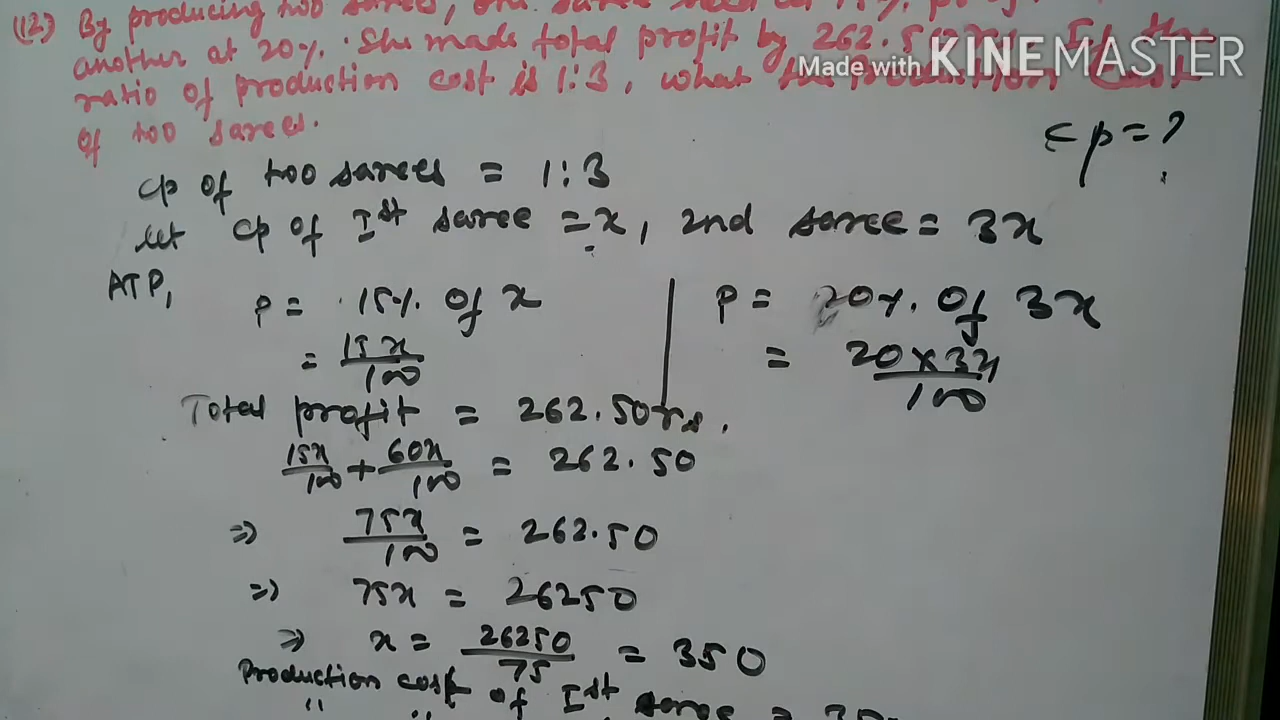 (12) By producing two sarees, one saree at 15%
another at 20%. She made total profit by 262.50
ratio of production cost is 1:3, what production cost
of two sarees.
Made with KINEMASTER
CP = ?
CP of two sarees = 1:3
let CP of Ist saree = x, 2nd saree = 3x
ATP,
P = 15% of x
P = 20% of 3x
= 15x/100
= 20×3x/100
Total profit = 262.50 rs.
15x/100 + 60x/100 = 262.50
⇒ 75x/100 = 262.50
⇒ 75x = 26250
⇒ x = 26250/75 = 350
Production cost of Ist saree =
" "